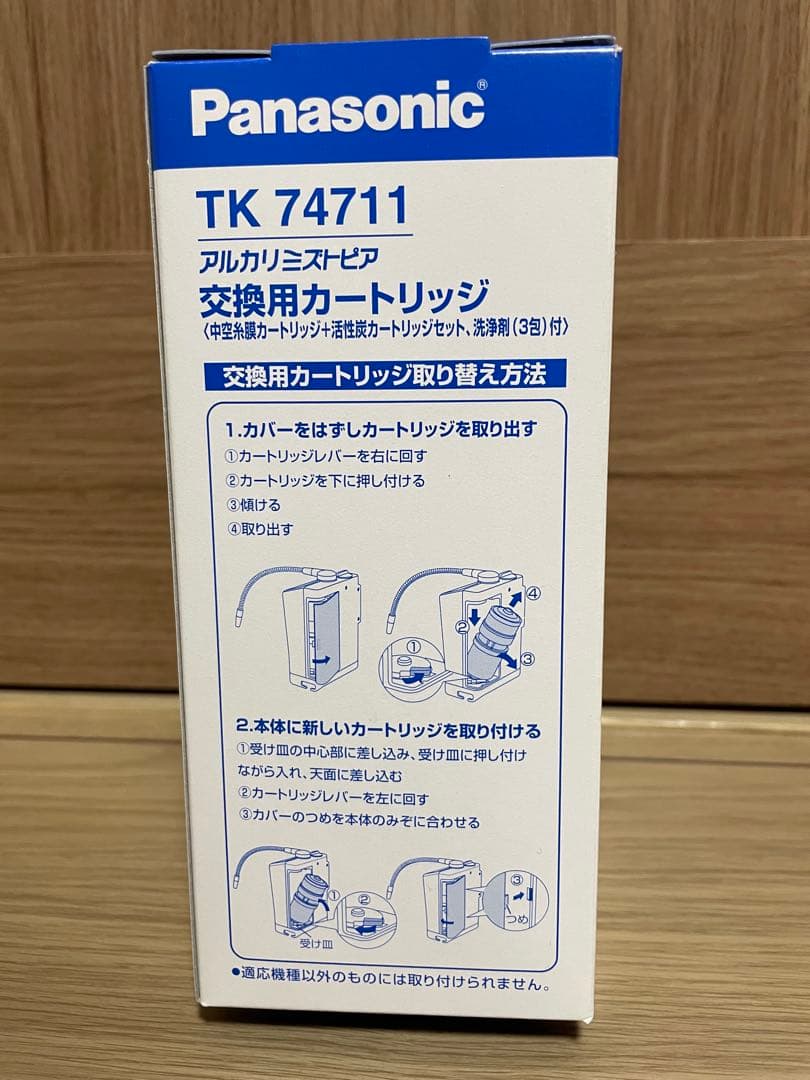 Panasonic®
TK 74711
アルカリミズトピア
交換用カートリッジ
〈中空糸膜カートリッジ+活性炭カートリッジセット、洗浄剤(3包)付〉
交換用カートリッジ取り替え方法
1.カバーをはずしカートリッジを取り出す
①カートリッジレバーを右に回す
②カートリッジを下に押し付ける
③傾ける
④取り出す
④
②
①
③
2.本体に新しいカートリッジを取り付ける
①受け皿の中心部に差し込み、受け皿に押し付け
ながら入れ、天面に差し込む
②カートリッジレバーを左に回す
③カバーのつめを本体のみぞに合わせる
①
②
③
つめ
受け皿
●適応機種以外のものには取り付けられません。